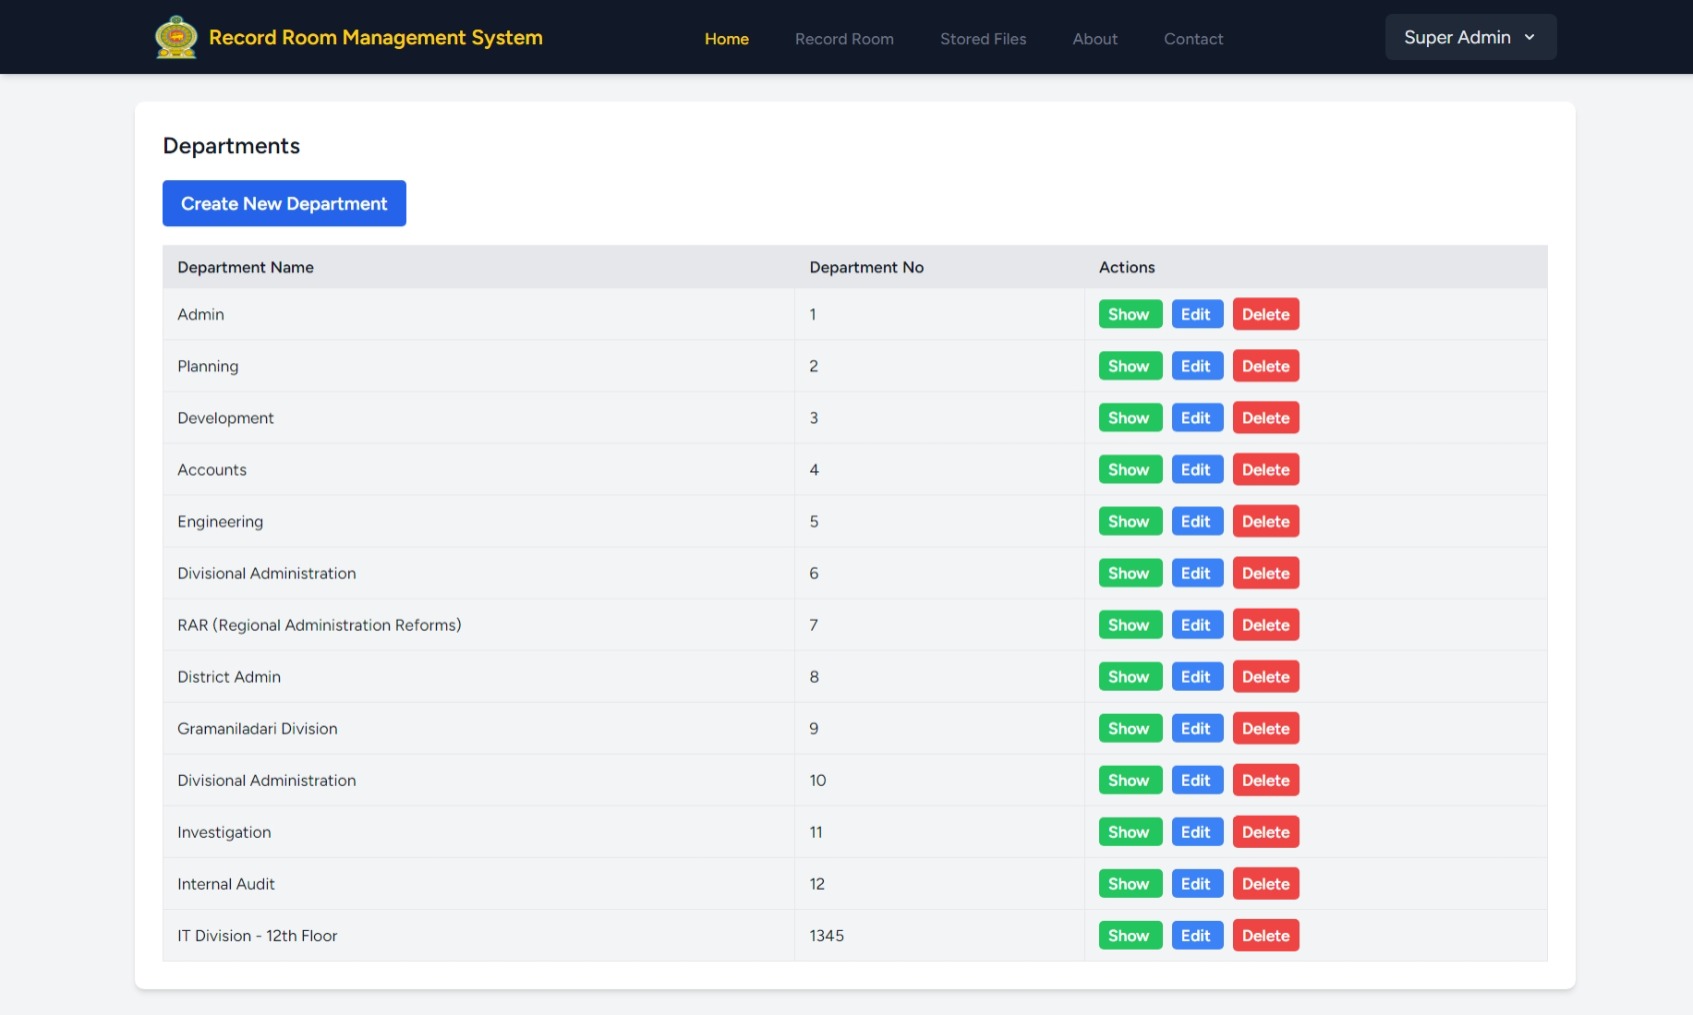 Record Room Management System Home Record Room Stored Files About Contact Super Admin
Departments
Create New Department
Department Name Department No Actions
Admin 1 Show Edit Delete
Planning 2 Show Edit Delete
Development 3 Show Edit Delete
Accounts 4 Show Edit Delete
Engineering 5 Show Edit Delete
Divisional Administration 6 Show Edit Delete
RAR (Regional Administration Reforms) 7 Show Edit Delete
District Admin 8 Show Edit Delete
Gramaniladari Division 9 Show Edit Delete
Divisional Administration 10 Show Edit Delete
Investigation 11 Show Edit Delete
Internal Audit 12 Show Edit Delete
IT Division - 12th Floor 1345 Show Edit Delete